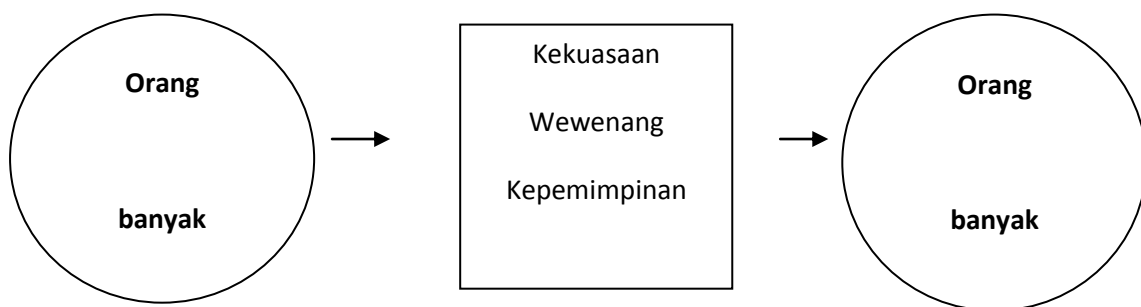 Orang
banyak
Kekuasaan
Wewenang
Kepemimpinan
Orang
banyak